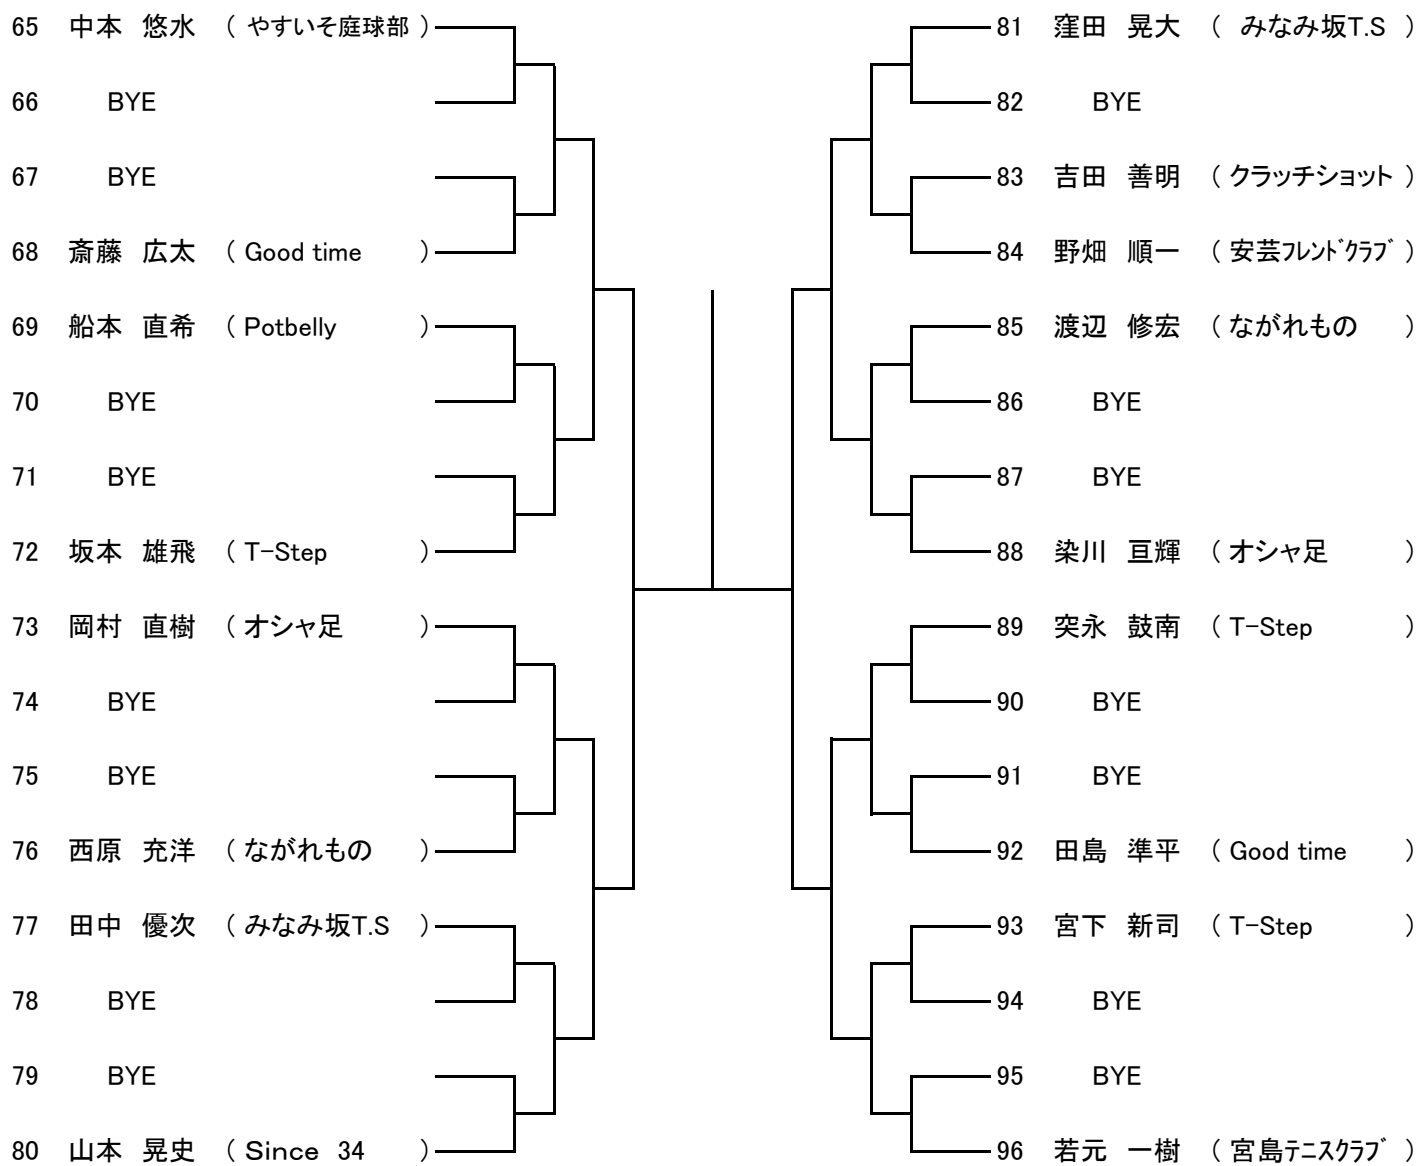 65 中本 悠水 ( やすいそ庭球部 )
66 BYE
67 BYE
68 斎藤 広太 ( Good time )
69 船本 直希 ( Potbelly )
70 BYE
71 BYE
72 坂本 雄飛 ( T-Step )
73 岡村 直樹 ( オシャ足 )
74 BYE
75 BYE
76 西原 充洋 ( ながれもの )
77 田中 優次 ( みなみ坂T.S )
78 BYE
79 BYE
80 山本 晃史 ( Since 34 )
81 窪田 晃大 ( みなみ坂T.S )
82 BYE
83 吉田 善明 ( クラッチショット )
84 野畑 順一 ( 安芸ﾌﾚﾝﾄﾞｸﾗﾌﾞ )
85 渡辺 修宏 ( ながれもの )
86 BYE
87 BYE
88 染川 亘輝 ( オシャ足 )
89 突永 鼓南 ( T-Step )
90 BYE
91 BYE
92 田島 準平 ( Good time )
93 宮下 新司 ( T-Step )
94 BYE
95 BYE
96 若元 一樹 ( 宮島ﾃﾆｽｸﾗﾌﾞ )